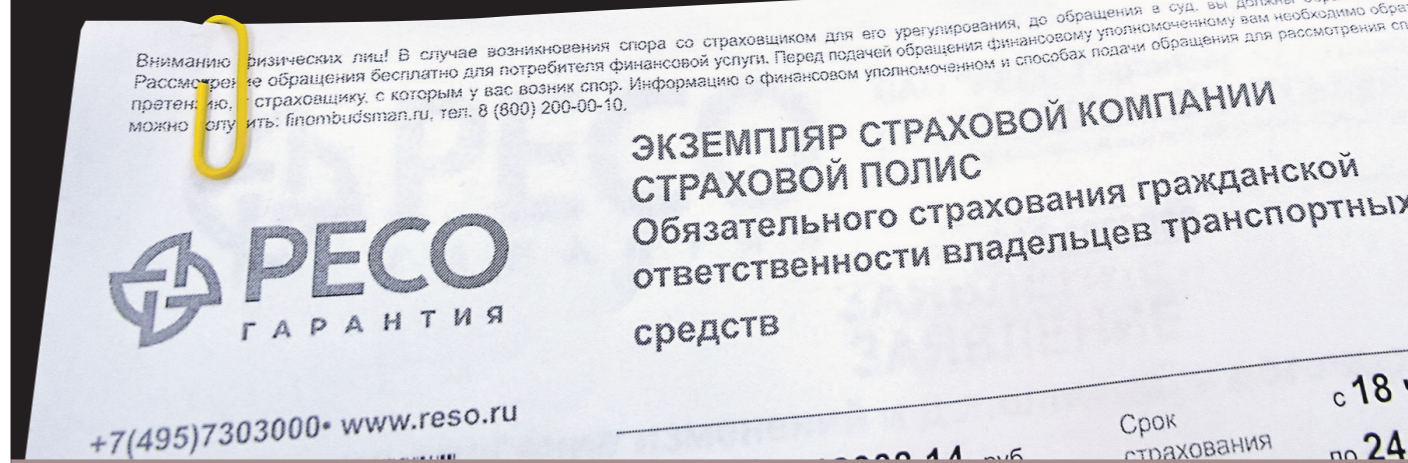 Вниманию физических лиц! В случае возникновения спора со страховщиком для его урегулирования, до обращения в суд, вы должны
Рассмотрение обращения бесплатно для потребителя финансовой услуги. Перед подачей обращения финансовому уполномоченному вам необходимо
претензию, к страховщику, с которым у вас возник спор. Информацию о финансовом уполномоченном и способах подачи обращения для рассмотрения
можно получить: finombudsman.ru, тел. 8 (800) 200-00-10.
ЭКЗЕМПЛЯР СТРАХОВОЙ КОМПАНИИ
СТРАХОВОЙ ПОЛИС
Обязательного страхования гражданской
ответственности владельцев транспортных
средств
РЕСО
ГАРАНТИЯ
+7(495)7303000• www.reso.ru
Срок
страхования
с 18
по 24
14 руб